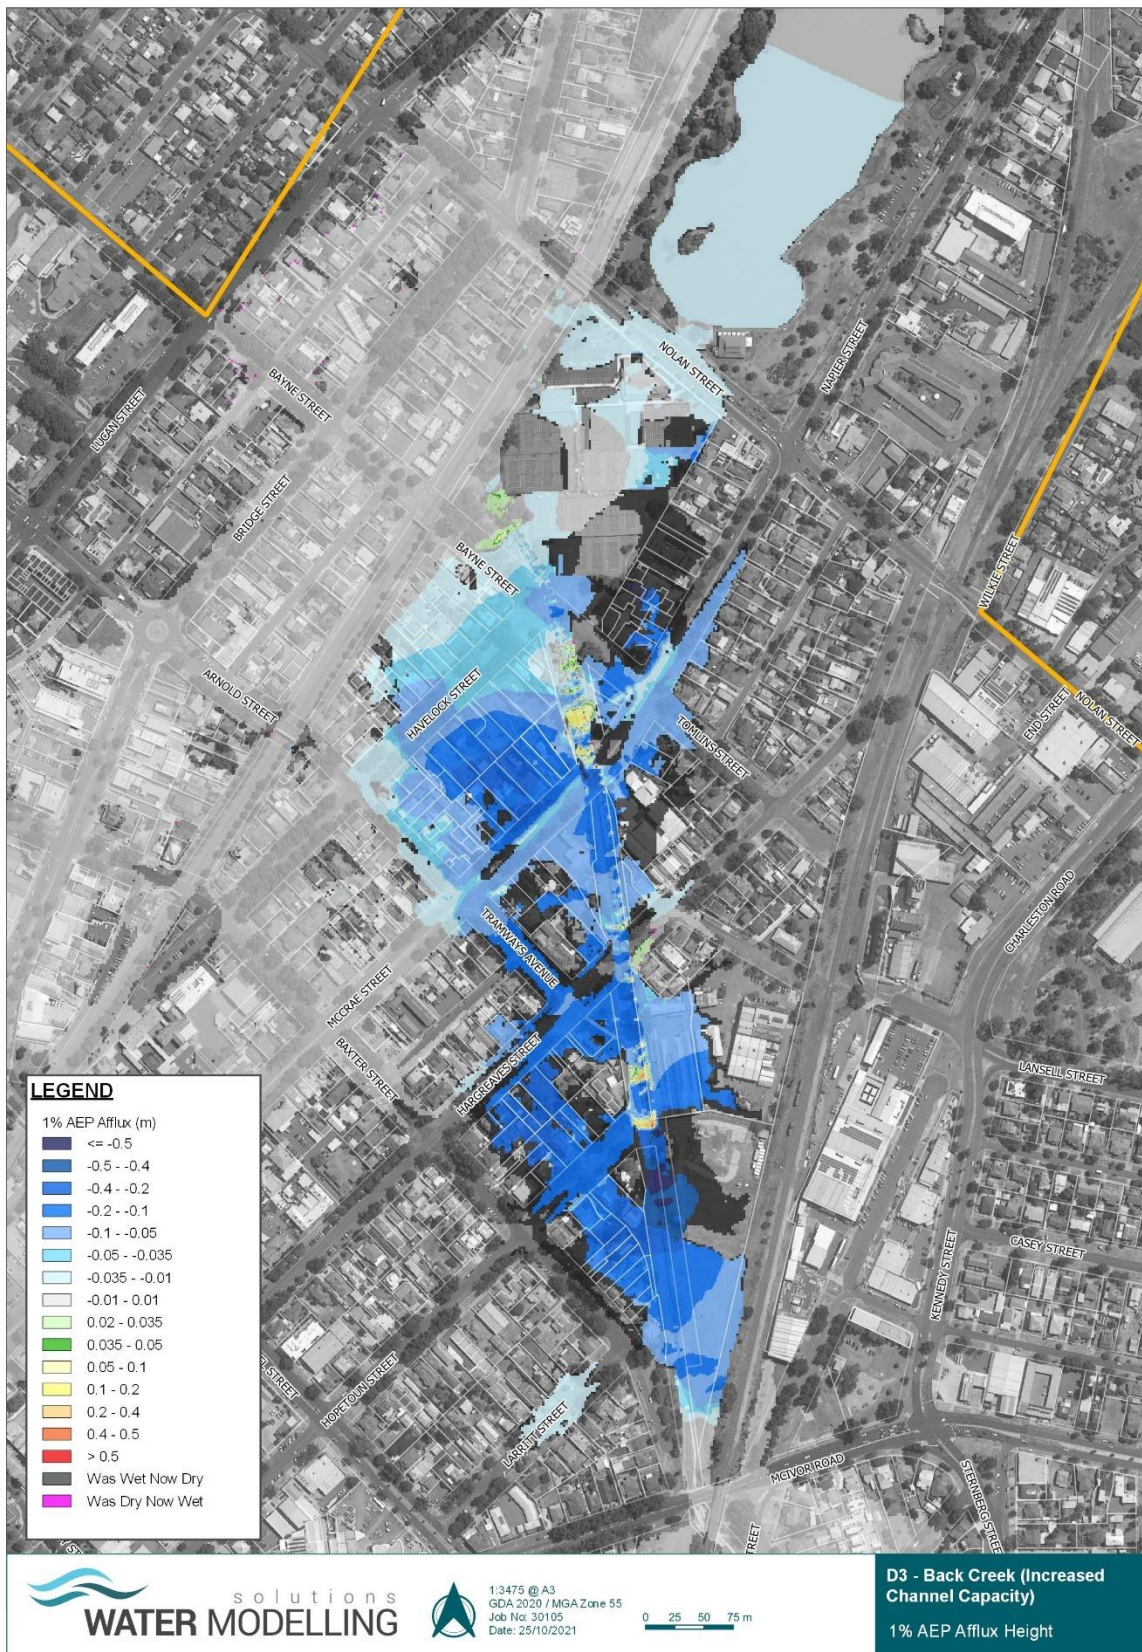 NOLAN STREET
NAPIER STREET
LUCAN STREET
BAYNE STREET
BRIDGE STREET
BAYNE STREET
WILKIE STREET
ARNOLD STREET
HAVELOCK STREET
TOMLINS STREET
END STREET
NOLAN STREET
CHARLESTON ROAD
TRAMWAYS AVENUE
MCCRAE STREET
BAXTER STREET
HARGREAVES STREET
LANSELL STREET
CASEY STREET
KENNEDY STREET
HOPETOUN STREET
STREET
LARRITT STREET
MCIVOR ROAD
STERNBERG STREET
STREET
LEGEND
1% AEP Afflux (m)
<= -0.5
-0.5 - -0.4
-0.4 - -0.2
-0.2 - -0.1
-0.1 - -0.05
-0.05 - -0.035
-0.035 - -0.01
-0.01 - 0.01
0.02 - 0.035
0.035 - 0.05
0.05 - 0.1
0.1 - 0.2
0.2 - 0.4
0.4 - 0.5
> 0.5
Was Wet Now Dry
Was Dry Now Wet
solutions
WATER MODELLING
1:3475 @ A3
GDA 2020 / MGA Zone 55
Job No: 30105
Date: 25/10/2021
0 25 50 75 m
D3 - Back Creek (Increased
Channel Capacity)
1% AEP Afflux Height